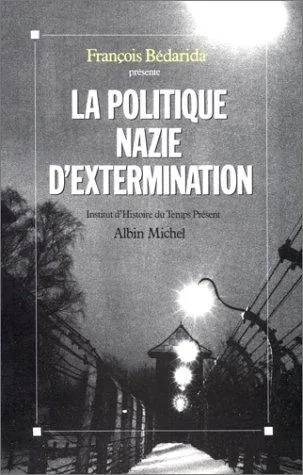 François Bédarida
présente
LA POLITIQUE
NAZIE
D'EXTERMINATION
Institut d'Histoire du Temps Présent
Albin Michel